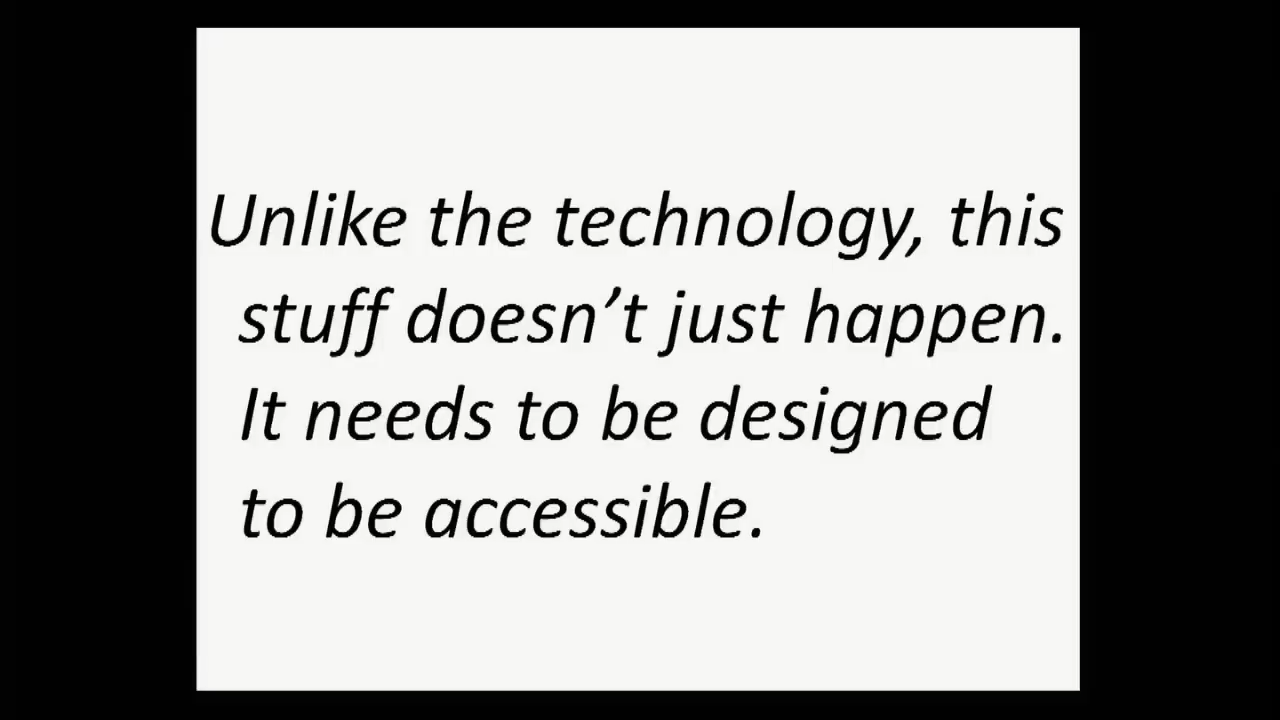 Unlike the technology, this
stuff doesn’t just happen.
It needs to be designed
to be accessible.